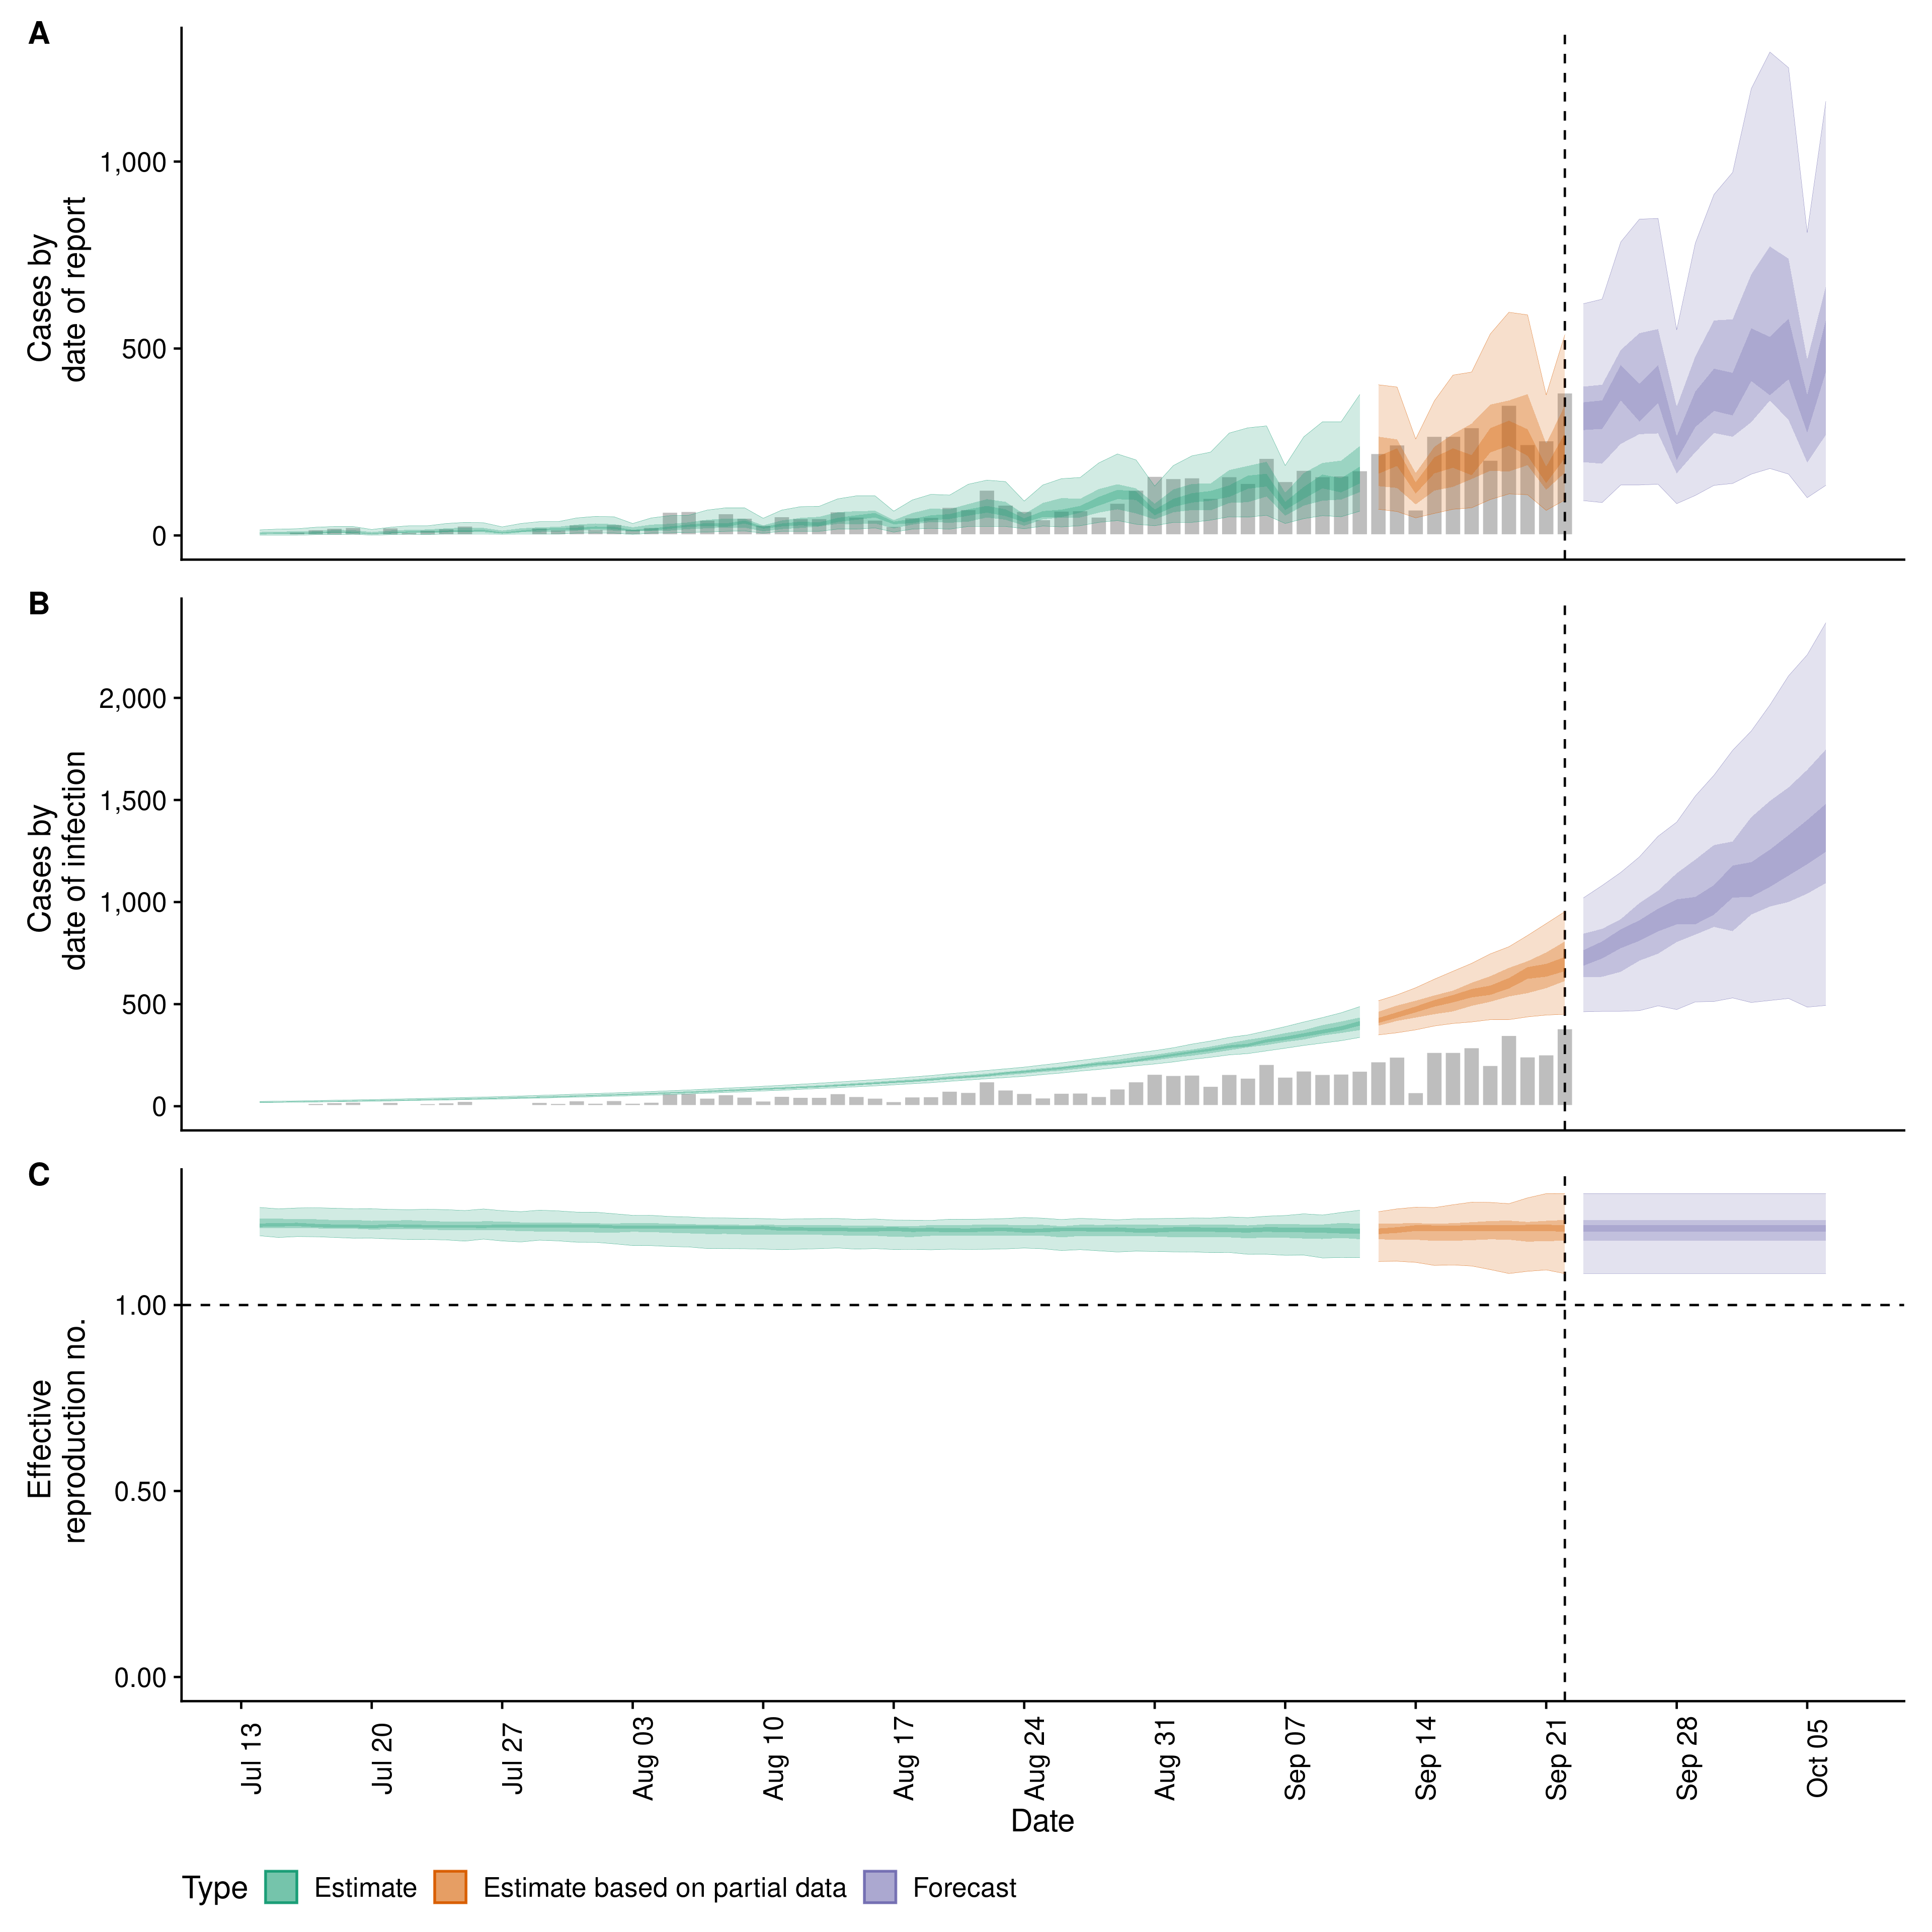 A
Cases by
date of report
1,000
500
0
B
Cases by
date of infection
2,000
1,500
1,000
500
0
C
Effective
reproduction no.
1.00
0.50
0.00
Jul 13
Jul 20
Jul 27
Aug 03
Aug 10
Aug 17
Aug 24
Aug 31
Sep 07
Sep 14
Sep 21
Sep 28
Oct 05
Date
Type Estimate Estimate based on partial data Forecast